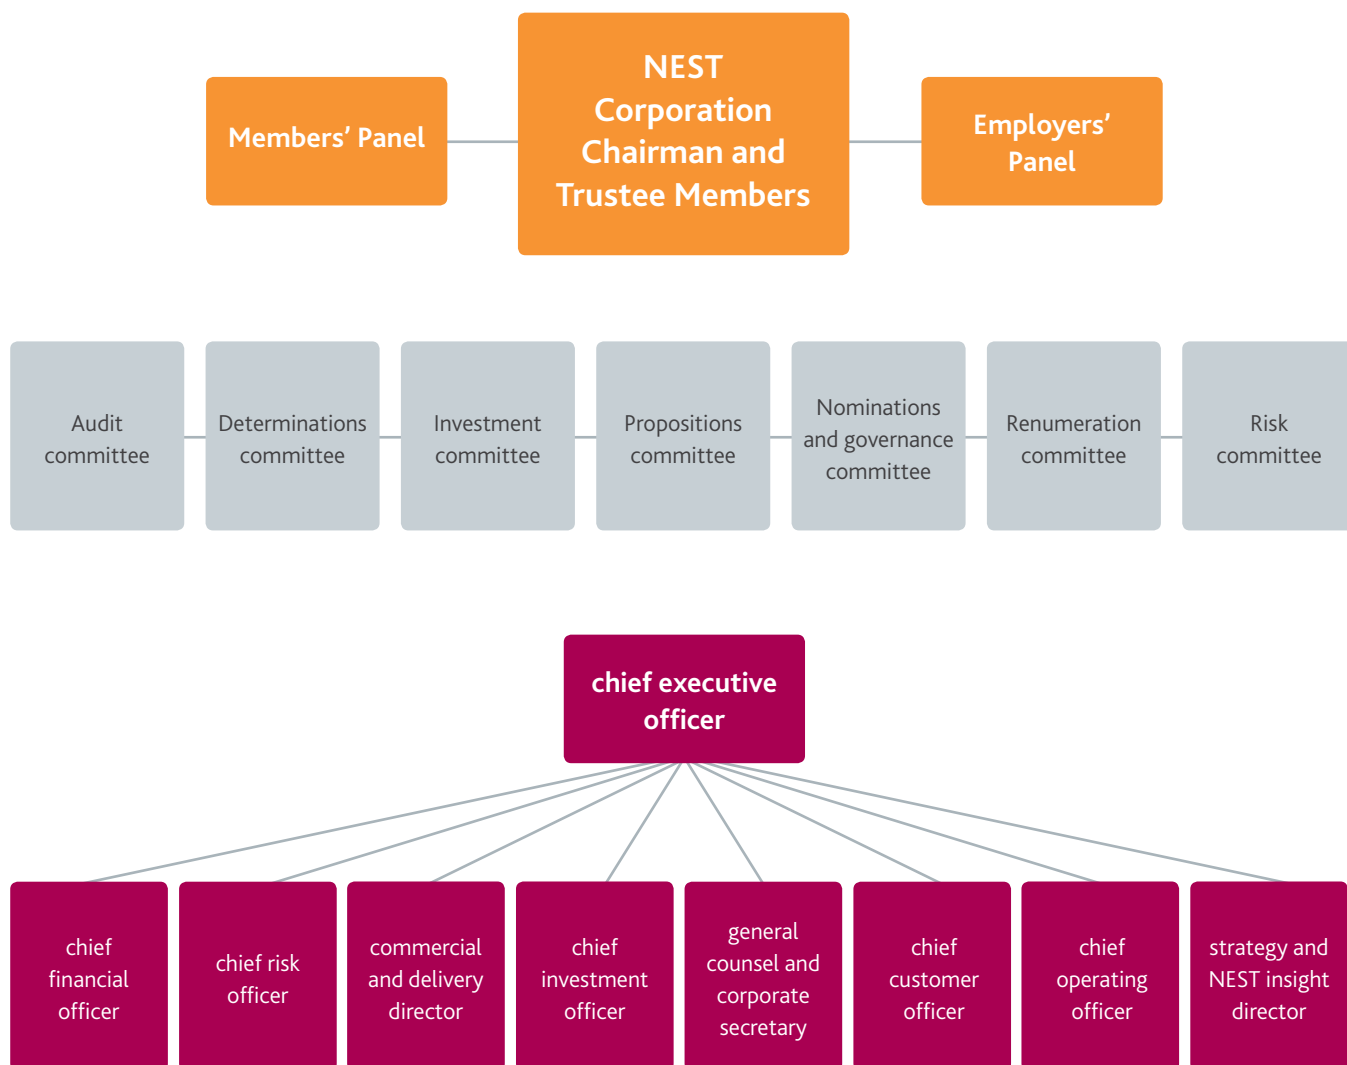 NEST
Corporation
Chairman and
Trustee Members
Members’ Panel
Employers’
Panel
Audit
committee
Determinations
committee
Investment
committee
Propositions
committee
Nominations
and governance
committee
Renumeration
committee
Risk
committee
chief executive
officer
chief
financial
officer
chief risk
officer
commercial
and delivery
director
chief
investment
officer
general
counsel and
corporate
secretary
chief
customer
officer
chief
operating
officer
strategy and
NEST insight
director